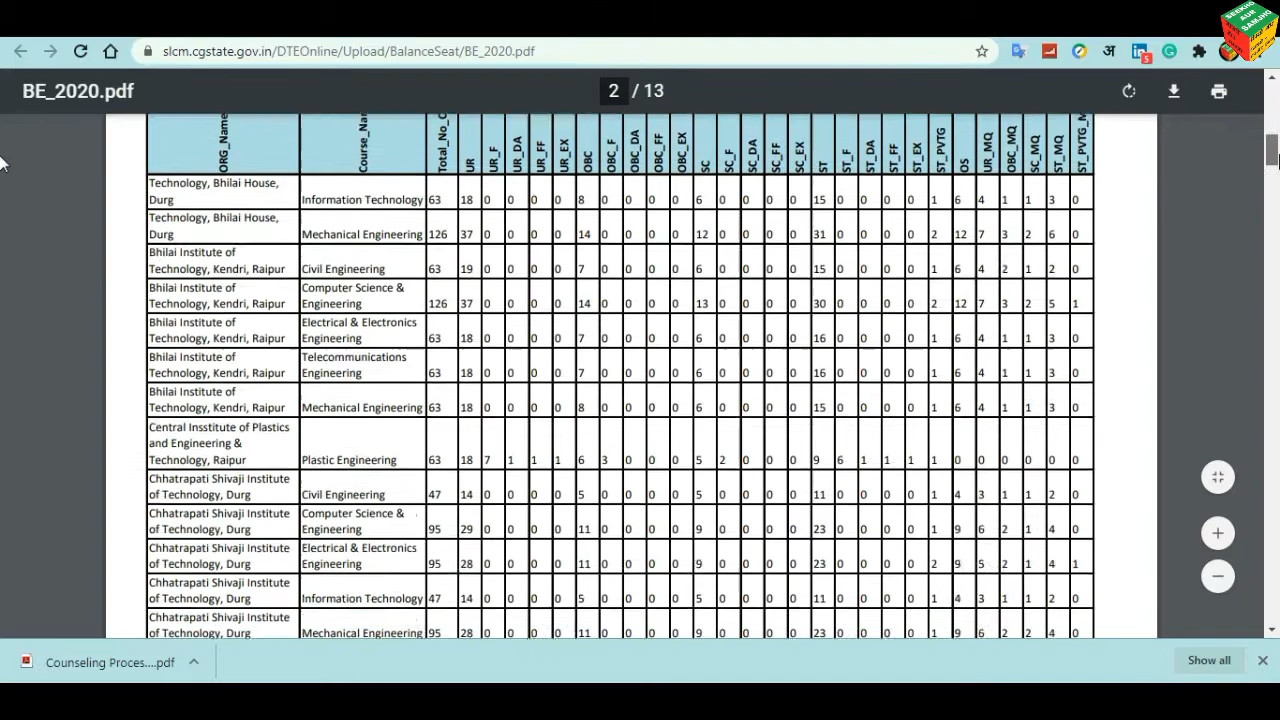 SEEKHO
AUR
SAMJHO
slcm.cgstate.gov.in/DTEOnline/Upload/BalanceSeat/BE_2020.pdf
अ
5
BE_2020.pdf
2 / 13
ORG_Name Course_Na Total_No_O UR UR_F UR_DA UR_FF UR_EX OBC OBC_F OBC_DA OBC_FF OBC_EX SC SC_F SC_DA SC_FF SC_EX ST ST_F ST_DA ST_FF ST_EX ST_PVTG OS UR_MQ OBC_MQ SC_MQ ST_MQ ST_PVTG_M
Technology, Bhilai House,
Durg Information Technology 63 18 0 0 0 0 8 0 0 0 0 6 0 0 0 0 15 0 0 0 0 1 6 4 1 1 3 0
Technology, Bhilai House,
Durg Mechanical Engineering 126 37 0 0 0 0 14 0 0 0 0 12 0 0 0 0 31 0 0 0 0 2 12 7 3 2 6 0
Bhilai Institute of
Technology, Kendri, Raipur Civil Engineering 63 19 0 0 0 0 7 0 0 0 0 6 0 0 0 0 15 0 0 0 0 1 6 4 2 1 2 0
Bhilai Institute of Computer Science &
Technology, Kendri, Raipur Engineering 126 37 0 0 0 0 14 0 0 0 0 13 0 0 0 0 30 0 0 0 0 2 12 7 3 2 5 1
Bhilai Institute of Electrical & Electronics
Technology, Kendri, Raipur Engineering 63 18 0 0 0 0 7 0 0 0 0 6 0 0 0 0 16 0 0 0 0 1 6 4 1 1 3 0
Bhilai Institute of Telecommunications
Technology, Kendri, Raipur Engineering 63 18 0 0 0 0 7 0 0 0 0 6 0 0 0 0 16 0 0 0 0 1 6 4 1 1 3 0
Bhilai Institute of
Technology, Kendri, Raipur Mechanical Engineering 63 18 0 0 0 0 8 0 0 0 0 6 0 0 0 0 15 0 0 0 0 1 6 4 1 1 3 0
Central Insstitute of Plastics
and Engineering &
Technology, Raipur Plastic Engineering 63 18 7 1 1 1 6 3 0 0 0 5 2 0 0 0 9 6 1 1 1 1 0 0 0 0 0 0
Chhatrapati Shivaji Institute
of Technology, Durg Civil Engineering 47 14 0 0 0 0 5 0 0 0 0 5 0 0 0 0 11 0 0 0 0 1 4 3 1 1 2 0
Chhatrapati Shivaji Institute Computer Science &
of Technology, Durg Engineering 95 29 0 0 0 0 11 0 0 0 0 9 0 0 0 0 23 0 0 0 0 1 9 6 2 1 4 0
Chhatrapati Shivaji Institute Electrical & Electronics
of Technology, Durg Engineering 95 28 0 0 0 0 11 0 0 0 0 9 0 0 0 0 23 0 0 0 0 2 9 5 2 1 4 1
Chhatrapati Shivaji Institute
of Technology, Durg Information Technology 47 14 0 0 0 0 5 0 0 0 0 5 0 0 0 0 11 0 0 0 0 1 4 3 1 1 2 0
Chhatrapati Shivaji Institute
of Technology, Durg Mechanical Engineering 95 28 0 0 0 0 11 0 0 0 0 9 0 0 0 0 23 0 0 0 0 1 9 6 2 2 4 0
Counseling Proces....pdf
Show all